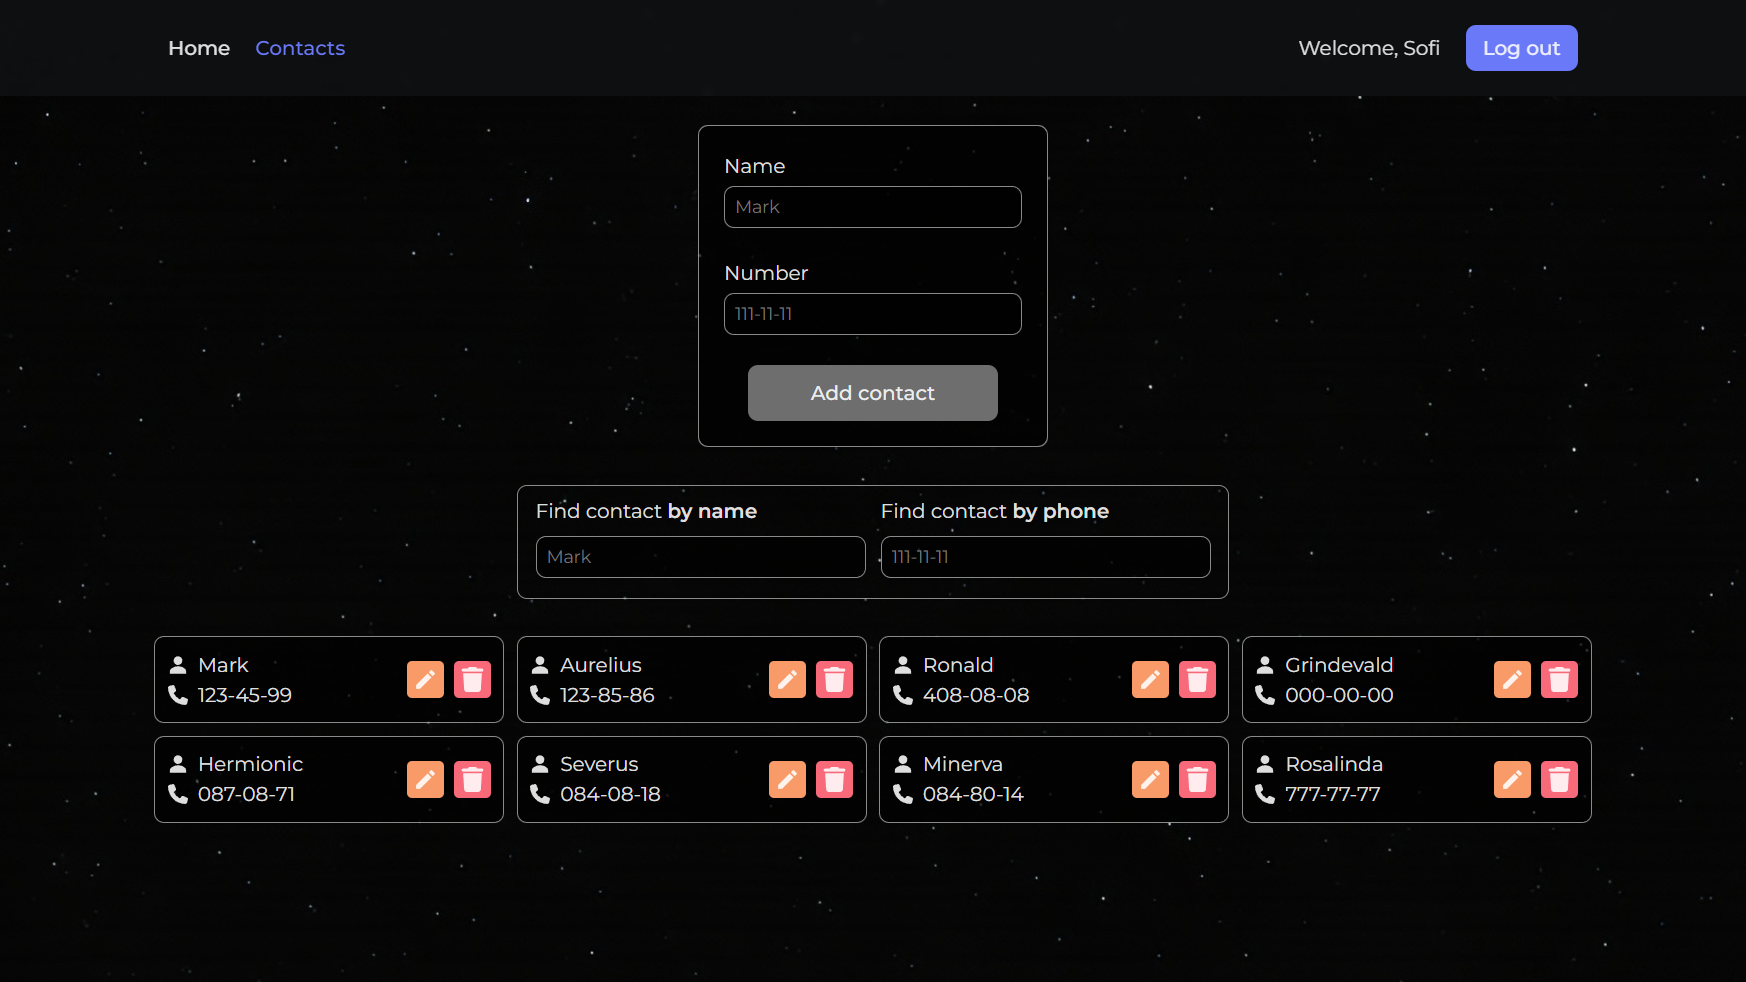 Home Contacts Welcome, Sofi Log out
Name
Mark
Number
111-11-11
Add contact
Find contact by name Find contact by phone
Mark 111-11-11
Mark Aurelius Ronald Grindevald
123-45-99 123-85-86 408-08-08 000-00-00
Hermionic Severus Minerva Rosalinda
087-08-71 084-08-18 084-80-14 777-77-77